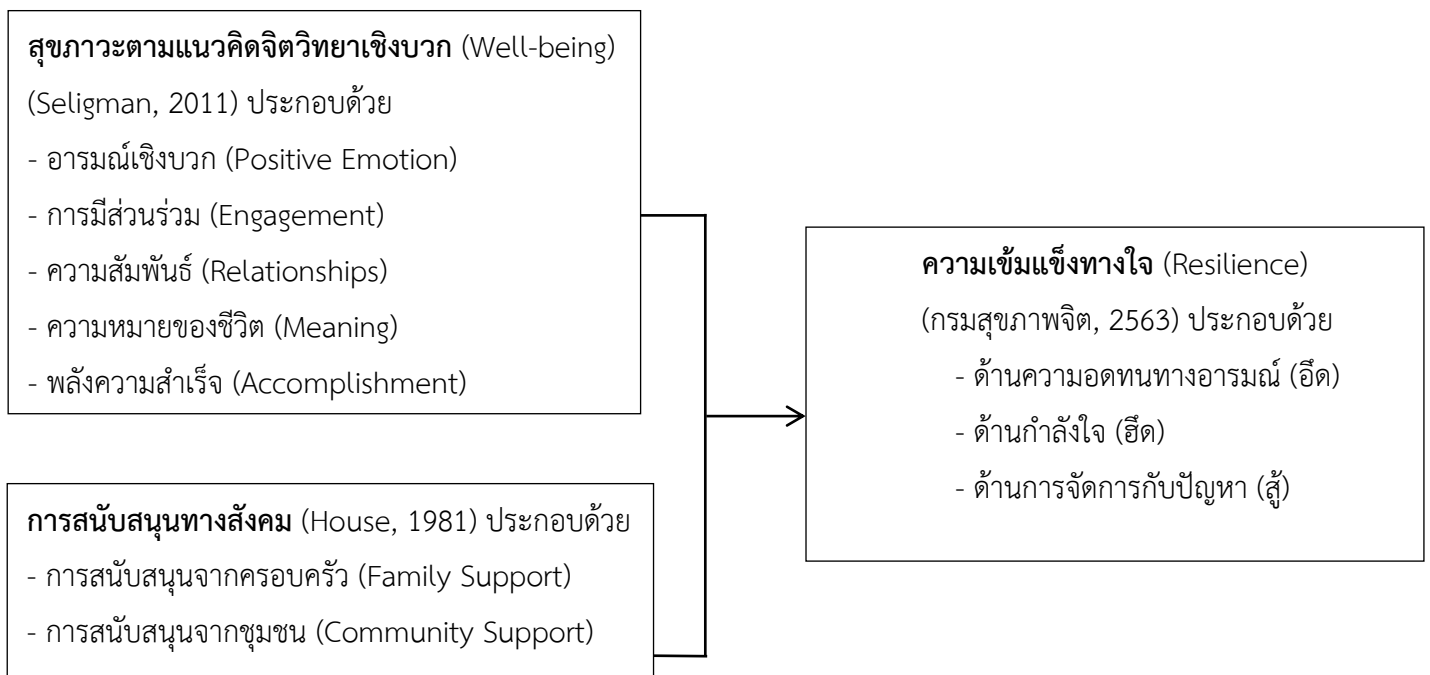 สุขภาวะตามแนวคิดจิตวิทยาเชิงบวก (Well-being)
(Seligman, 2011) ประกอบด้วย
- อารมณ์เชิงบวก (Positive Emotion)
- การมีส่วนร่วม (Engagement)
- ความสัมพันธ์ (Relationships)
- ความหมายของชีวิต (Meaning)
- พลังความสำเร็จ (Accomplishment)
การสนับสนุนทางสังคม (House, 1981) ประกอบด้วย
- การสนับสนุนจากครอบครัว (Family Support)
- การสนับสนุนจากชุมชน (Community Support)
ความเข้มแข็งทางใจ (Resilience)
(กรมสุขภาพจิต, 2563) ประกอบด้วย
- ด้านความอดทนทางอารมณ์ (อึด)
- ด้านกำลังใจ (ฮึด)
- ด้านการจัดการกับปัญหา (สู้)